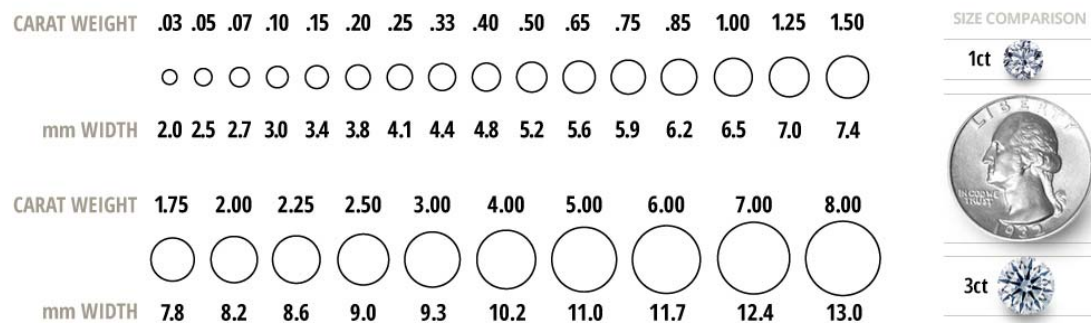 CARAT WEIGHT .03 .05 .07 .10 .15 .20 .25 .33 .40 .50 .65 .75 .85 1.00 1.25 1.50
mm WIDTH 2.0 2.5 2.7 3.0 3.4 3.8 4.1 4.4 4.8 5.2 5.6 5.9 6.2 6.5 7.0 7.4
CARAT WEIGHT 1.75 2.00 2.25 2.50 3.00 4.00 5.00 6.00 7.00 8.00
mm WIDTH 7.8 8.2 8.6 9.0 9.3 10.2 11.0 11.7 12.4 13.0
SIZE COMPARISON
1ct
LIBERTY
IN GOD WE
TRUST
1932
3ct